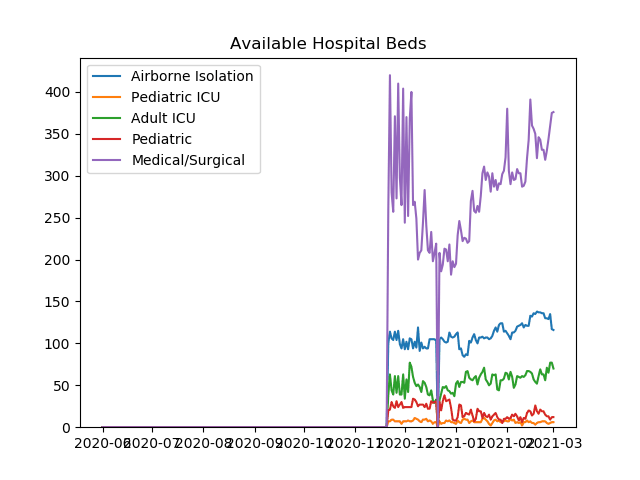 Available Hospital Beds
Airborne Isolation
Pediatric ICU
Adult ICU
Pediatric
Medical/Surgical
400
350
300
250
200
150
100
50
0
2020-06 2020-07 2020-08 2020-09 2020-10 2020-11 2020-12 2021-01 2021-02 2021-03